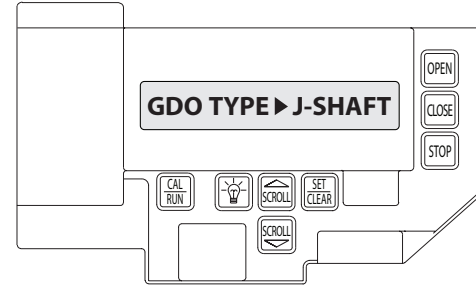 GDO TYPE ▶ J-SHAFT
OPEN
CLOSE
STOP
CAL
RUN
SCROLL
SET
CLEAR
SCROLL